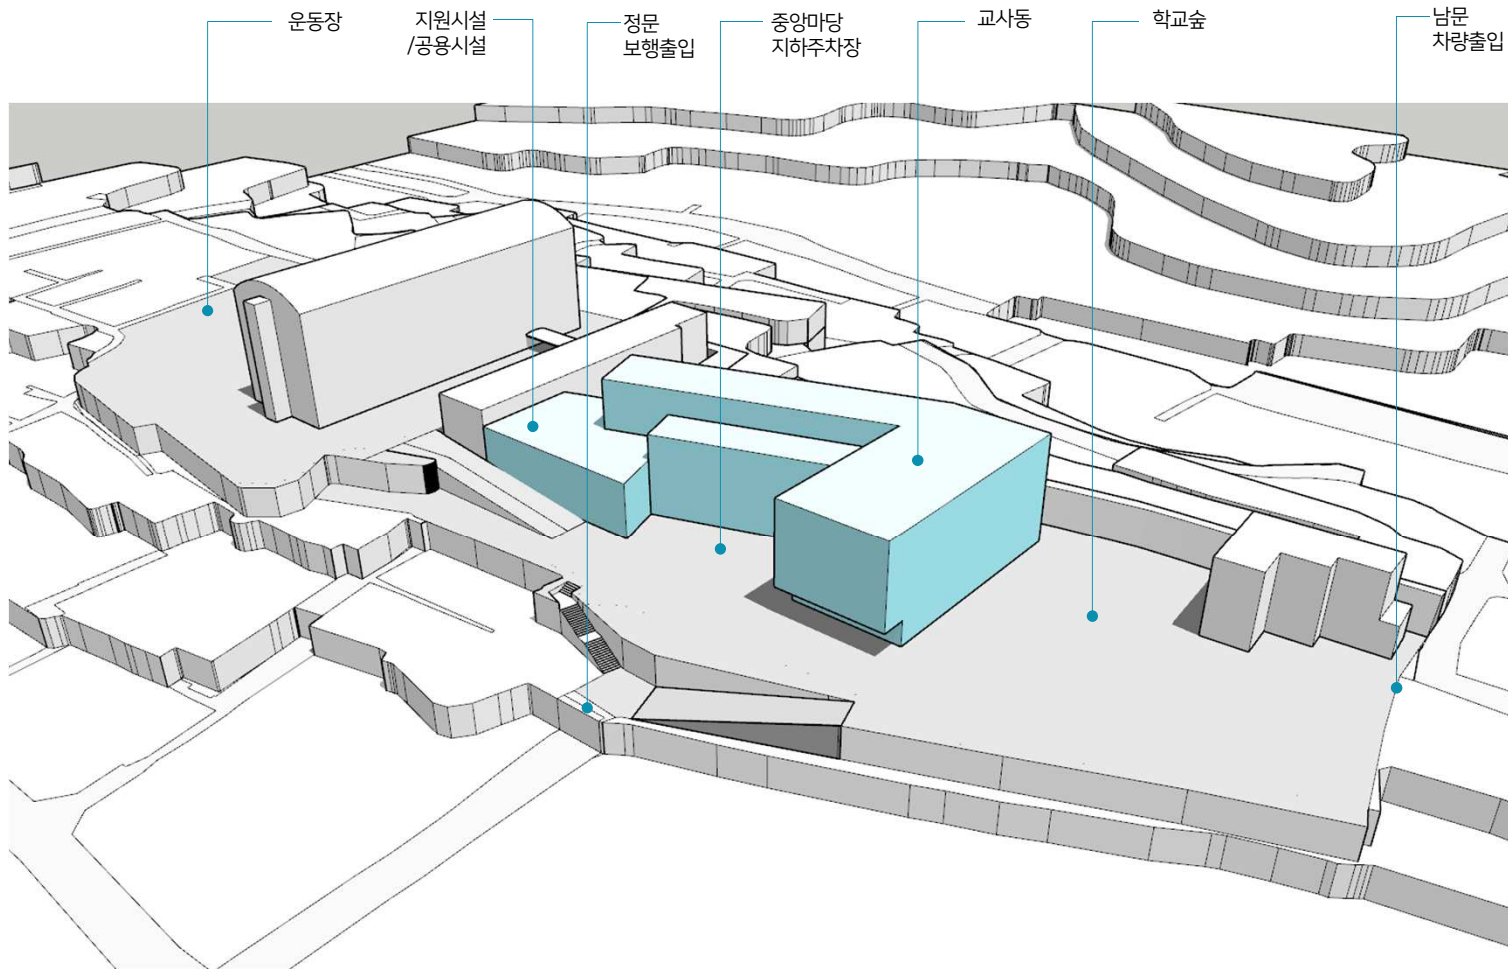 운동장
지원시설
/공용시설
정문
보행출입
중앙마당
지하주차장
교사동
학교숲
남문
차량출입